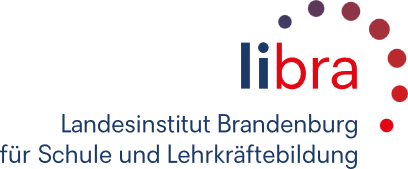 libra
Landesinstitut Brandenburg
für Schule und Lehrkräftebildung